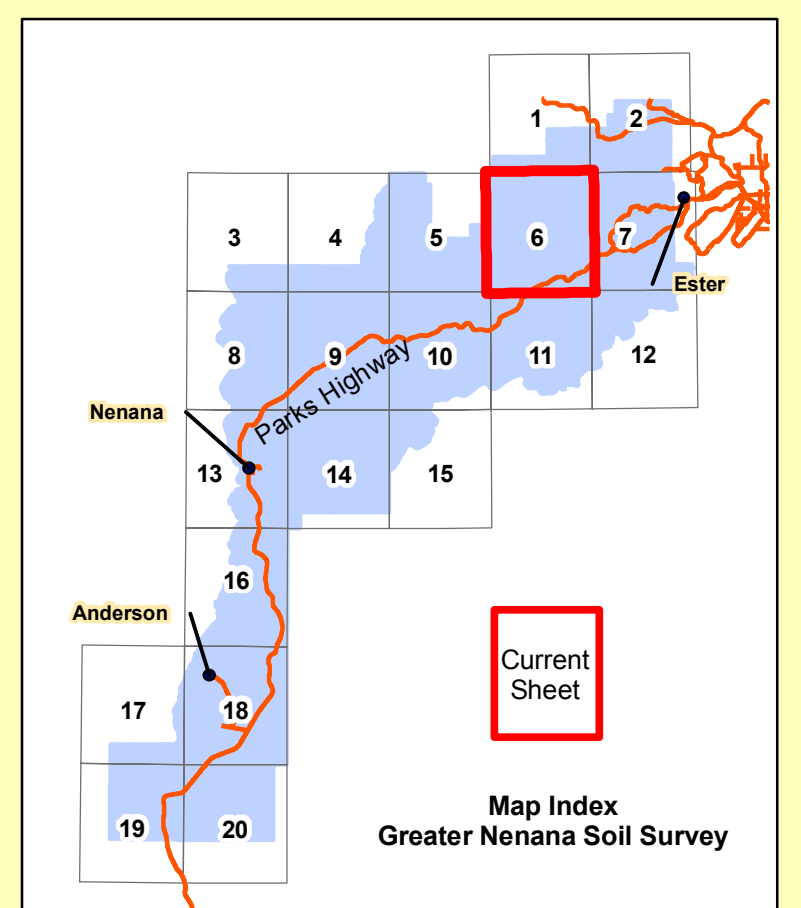 1
2
3
4
5
6
7
Ester
8
9
10
11
12
Parks Highway
Nenana
13
14
15
16
Anderson
17
18
Current
Sheet
19
20
Map Index
Greater Nenana Soil Survey